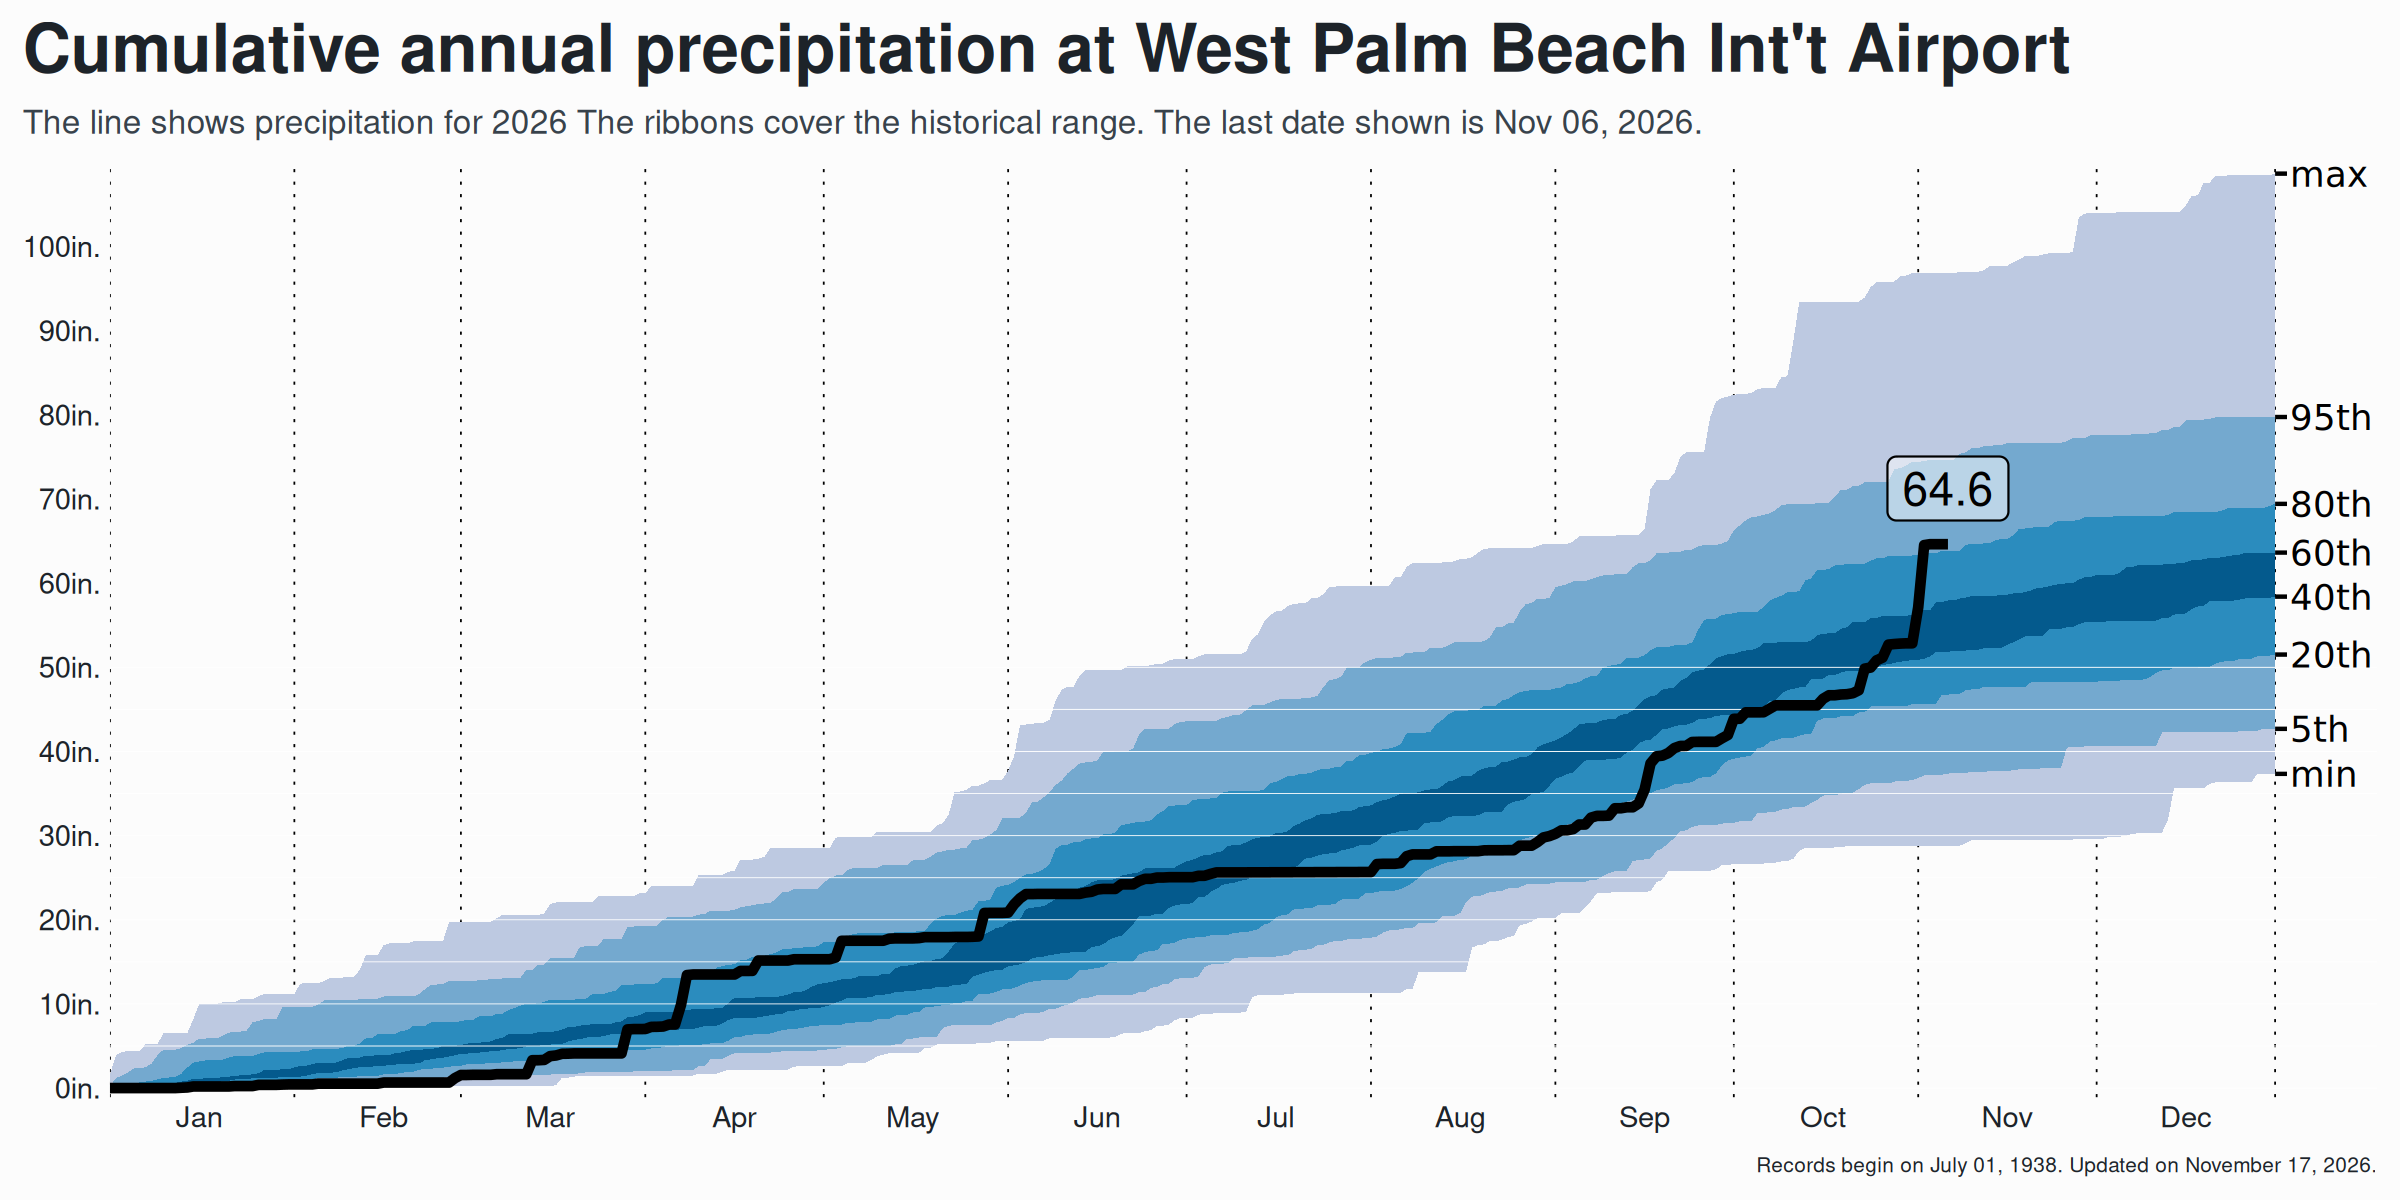 Cumulative annual precipitation at West Palm Beach Int't Airport
The line shows precipitation for 2026 The ribbons cover the historical range. The last date shown is Nov 06, 2026.
max
100in.
90in.
80in.
95th
70in.
64.6
80th
60in.
60th
40th
50in.
20th
40in.
5th
min
30in.
20in.
10in.
0in.
Jan Feb Mar Apr May Jun Jul Aug Sep Oct Nov Dec
Records begin on July 01, 1938. Updated on November 17, 2026.